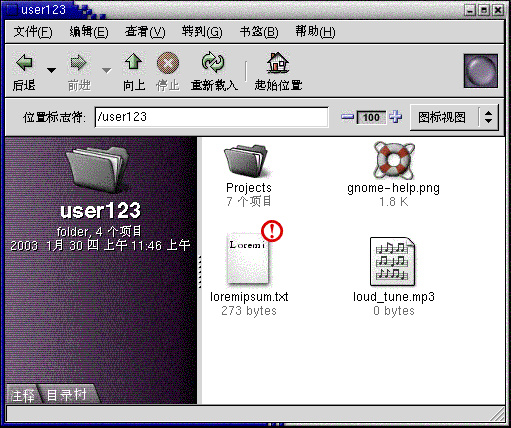 user123
文件(F) 编辑(E) 查看(V) 转到(G) 书签(B) 帮助(H)
后退 前进 向上 停止 重新载入 起始位置
位置标志符: /user123 100 图标视图
user123
folder, 4 个项目
2003 1月 30 四 上午 11:46 上午
Projects
7 个项目
gnome-help.png
1.8 K
Loremi
loremipsum.txt
273 bytes
loud_tune.mp3
0 bytes
注释 目录树